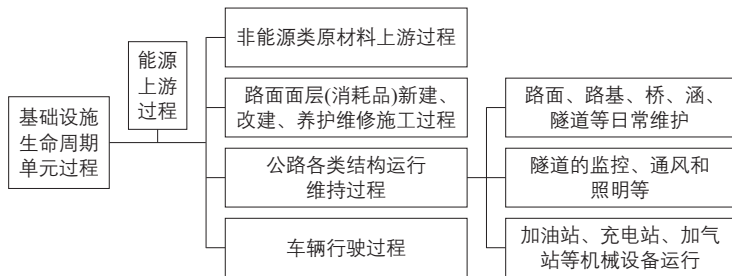 基础设施
生命周期
单元过程
能源
上游
过程
非能源类原材料上游过程
路面面层(消耗品)新建、
改建、养护维修施工过程
公路各类结构运行
维持过程
车辆行驶过程
路面、路基、桥、涵、
隧道等日常维护
隧道的监控、通风和
照明等
加油站、充电站、加气
站等机械设备运行